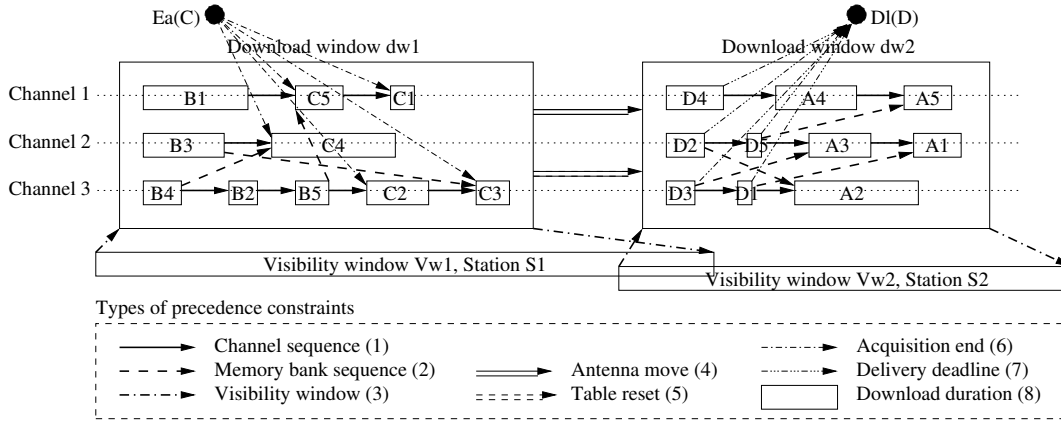 Ea(C) Dl(D)
Download window dw1 Download window dw2
Channel 1 B1 C5 C1 D4 A4 A5
Channel 2 B3 C4 D2 D5 A3 A1
Channel 3 B4 B2 B5 C2 C3 D3 D1 A2
Visibility window Vw1, Station S1
Visibility window Vw2, Station S2
Types of precedence constraints
Channel sequence (1) Acquisition end (6)
Memory bank sequence (2) Antenna move (4) Delivery deadline (7)
Visibility window (3) Table reset (5) Download duration (8)